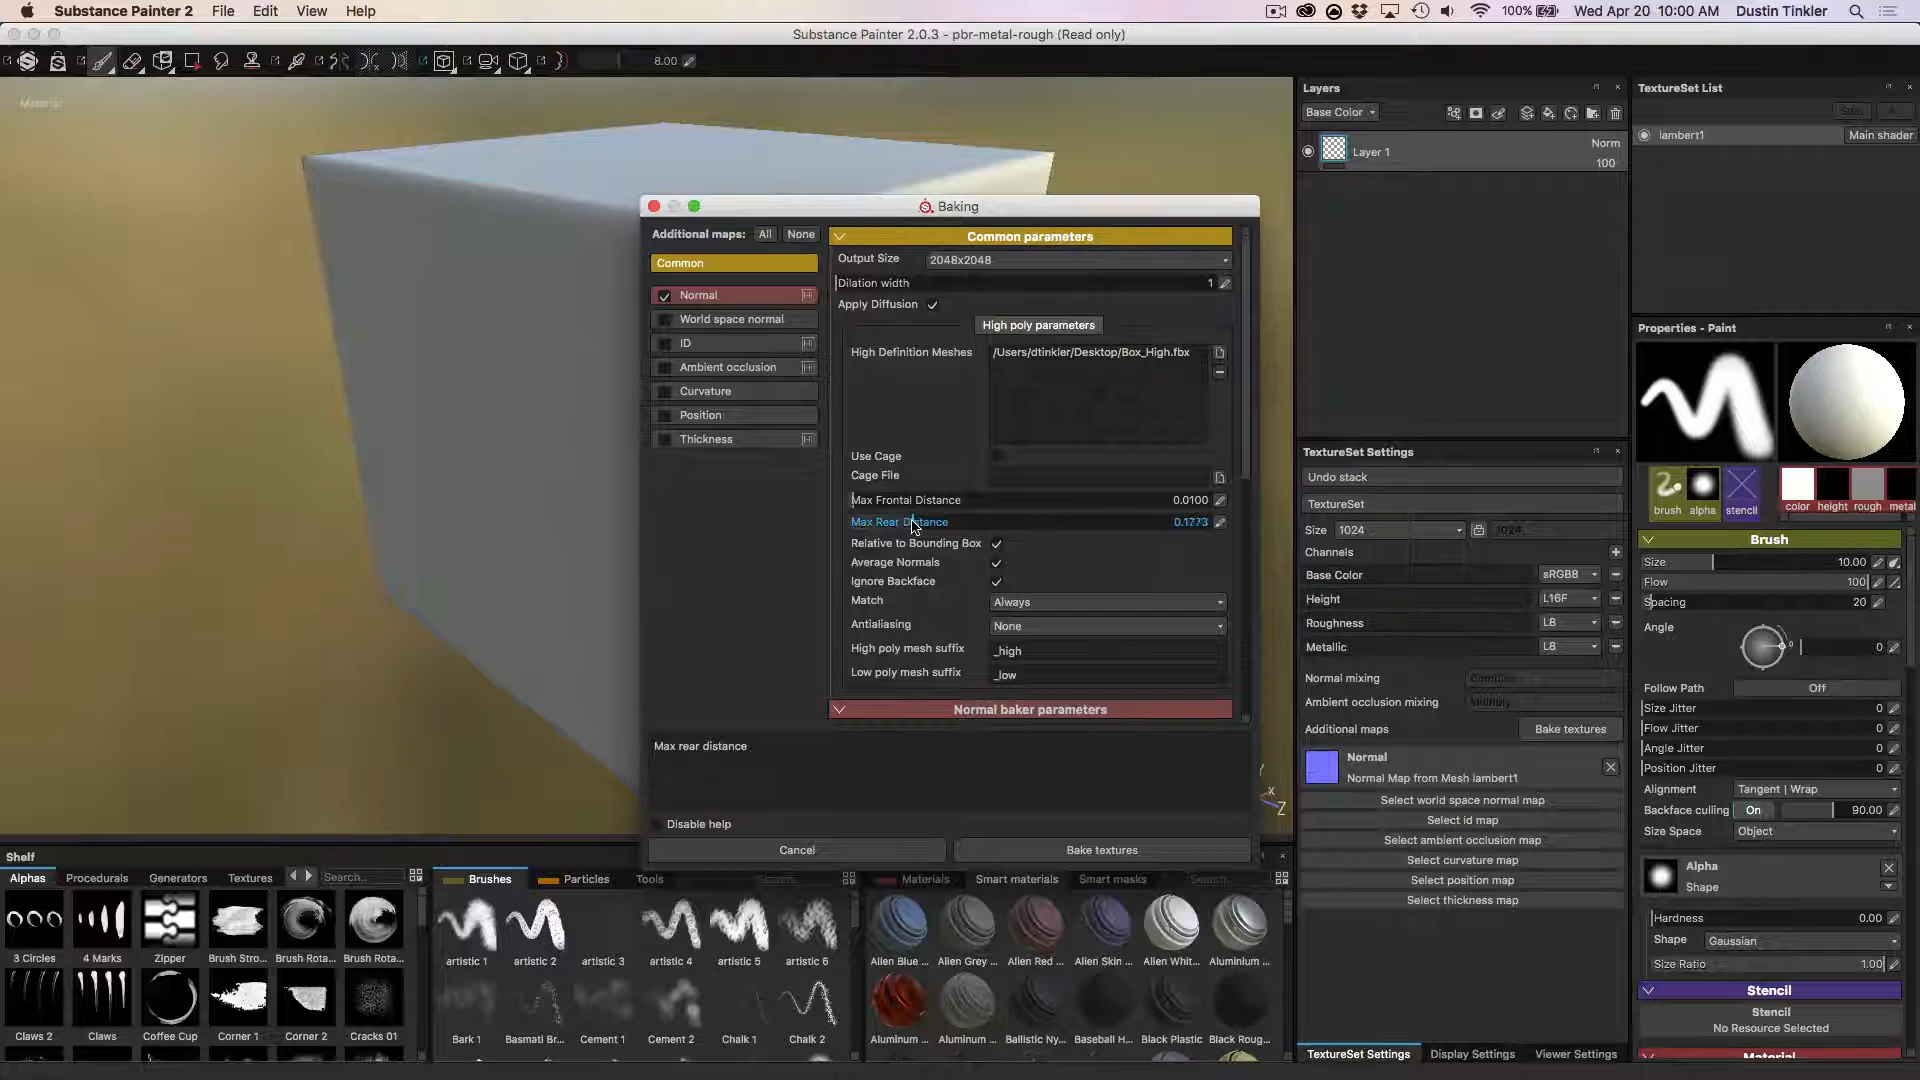 Substance Painter 2 File Edit View Help
100% Wed Apr 20 10:00 AM Dustin Tinkler
Substance Painter 2.0.3 - pbr-metal-rough (Read only)
8.00
Material
Baking
Additional maps: All None
Common
Normal
World space normal
ID
Ambient occlusion
Curvature
Position
Thickness
Common parameters
Output Size 2048x2048
Dilation width 1
Apply Diffusion
High poly parameters
High Definition Meshes /Users/dtinkler/Desktop/Box_High.fbx
Use Cage
Cage File
Max Frontal Distance 0.0100
Max Rear Distance 0.1773
Relative to Bounding Box
Average Normals
Ignore Backface
Match Always
Antialiasing None
High poly mesh suffix _high
Low poly mesh suffix _low
Normal baker parameters
Max rear distance
Disable help
Cancel Bake textures
Y
X
Z
Layers
Base Color
Layer 1 Norm
100
TextureSet Settings
Undo stack
TextureSet
Size 1024 1024
Channels
Base Color sRGB8
Height L16F
Roughness L8
Metallic L8
Normal mixing Combine
Ambient occlusion mixing Multiply
Additional maps Bake textures
Normal
Normal Map from Mesh lambert1
Select world space normal map
Select id map
Select ambient occlusion map
Select curvature map
Select position map
Select thickness map
TextureSet Settings Display Settings Viewer Settings
TextureSet List
lambert1 Main shader
Properties - Paint
brush alpha stencil color height rough metal
Brush
Size 10.00
Flow 100
Spacing 20
Angle 0 0
Follow Path Off
Size Jitter 0
Flow Jitter 0
Angle Jitter 0
Position Jitter 0
Alignment Tangent | Wrap
Backface culling On 90.00
Size Space Object
Alpha
Shape
Hardness 0.00
Shape Gaussian
Size Ratio 1.00
Stencil
Stencil
No Resource Selected
Material
Shelf
Alphas Procedurals Generators Textures Search..
3 Circles 4 Marks Zipper Brush Stro... Brush Rota... Brush Rota...
Claws 2 Claws Coffee Cup Corner 1 Corner 2 Cracks 01
Brushes Particles Tools
artistic 1 artistic 2 artistic 3 artistic 4 artistic 5 artistic 6
Bark 1 Basmati Br... Cement 1 Cement 2 Chalk 1 Chalk 2
Materials Smart materials Smart masks
Alien Blue ... Alien Grey ... Alien Red ... Alien Skin ... Alien Whit... Aluminium ...
Aluminum ... Aluminum ... Ballistic Ny... Baseball H... Black Plastic Black Roug...